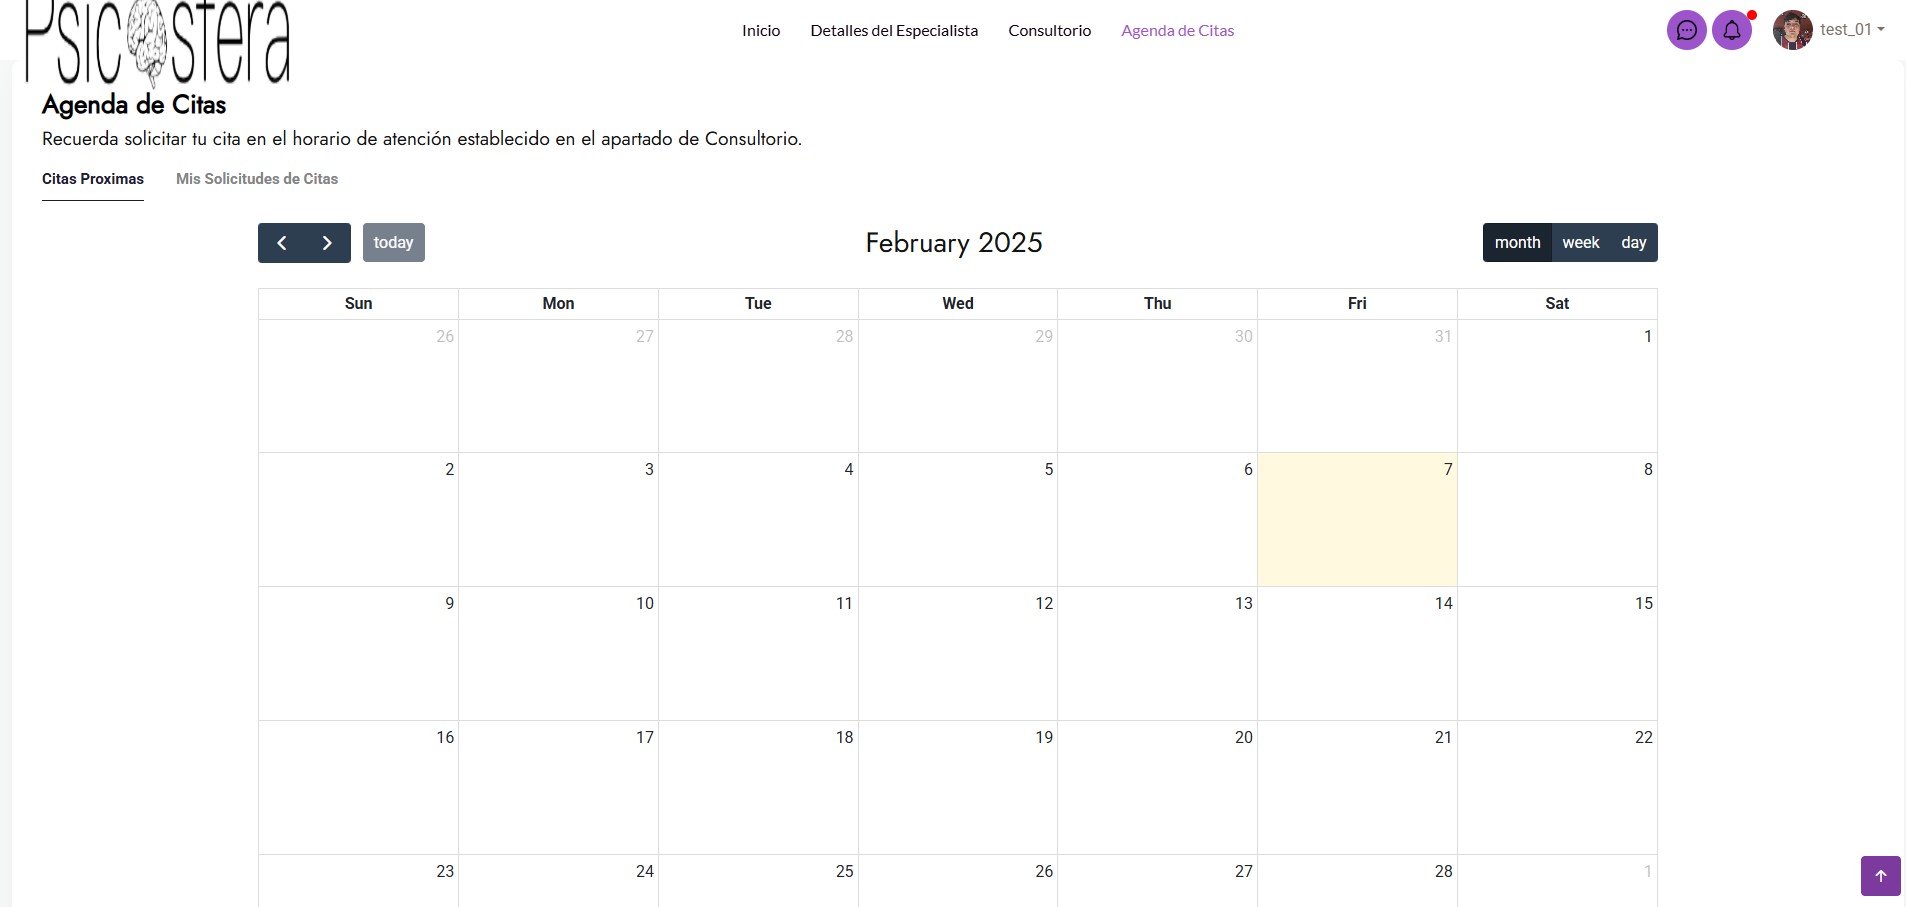 Psicosfera
Inicio Detalles del Especialista Consultorio Agenda de Citas test_01
Agenda de Citas
Recuerda solicitar tu cita en el horario de atención establecido en el apartado de Consultorio.
Citas Proximas Mis Solicitudes de Citas
today February 2025 month week day
Sun Mon Tue Wed Thu Fri Sat
26 27 28 29 30 31 1
2 3 4 5 6 7 8
9 10 11 12 13 14 15
16 17 18 19 20 21 22
23 24 25 26 27 28 1